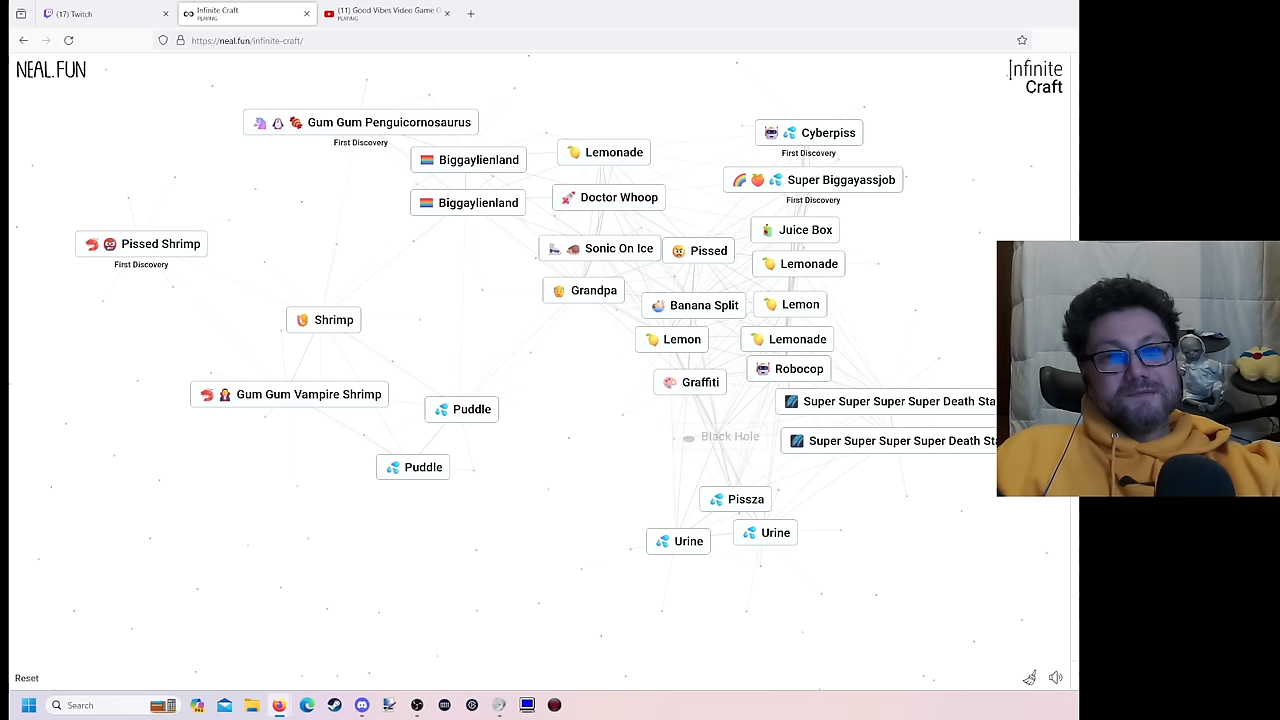 (17) Twitch
Infinite Craft
PLAYING
(11) Good Vibes Video Game
PLAYING
https://neal.fun/infinite-craft/
NEAL.FUN
Infinite
Craft
Gum Gum Penguicornosaurus
First Discovery
Biggaylienland
Lemonade
Cyberpiss
First Discovery
Biggaylienland
Doctor Whoop
Super Biggayassjob
First Discovery
Pissed Shrimp
First Discovery
Sonic On Ice
Pissed
Juice Box
Lemonade
Grandpa
Banana Split
Lemon
Shrimp
Lemon
Lemonade
Graffiti
Robocop
Gum Gum Vampire Shrimp
Puddle
Super Super Super Super Death Sta
Black Hole
Super Super Super Super Death Sta
Puddle
Pissza
Urine
Urine
Reset
Search